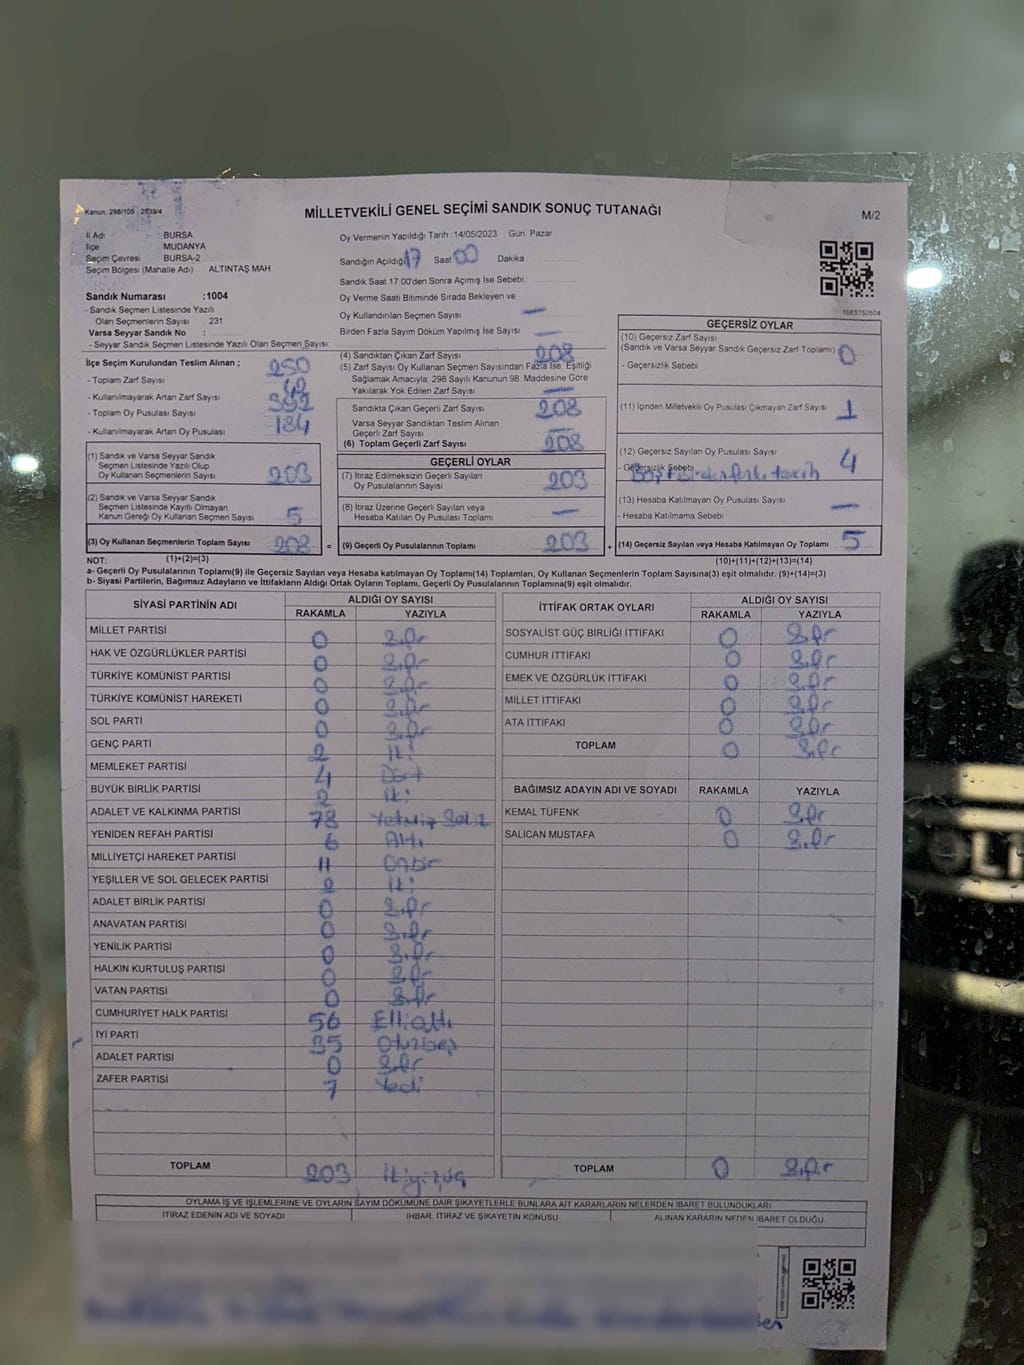 Kanun: 298/105 , 2839/4
MİLLETVEKİLİ GENEL SEÇİMİ SANDIK SONUÇ TUTANAĞI
M/2
İl Adı BURSA
İlçe MUDANYA
Seçim Çevresi BURSA-2
Seçim Bölgesi (Mahalle Adı) ALTINTAŞ MAH.
Sandık Numarası :1004
- Sandık Seçmen Listesinde Yazılı
Olan Seçmenlerin Sayısı : 231
Varsa Seyyar Sandık No :
- Seyyar Sandık Seçmen Listesinde Yazılı Olan Seçmen Sayısı:
Oy Vermenin Yapıldığı Tarih :14/05/2023 Gün: Pazar
Sandığın Açıldığı 17 Saat 00 Dakika
Sandık Saat 17.00'den Sonra Açımış İse Sebebi :
Oy Verme Saati Bitiminde Sırada Bekleyen ve
Oy Kullandırılan Seçmen Sayısı —
Birden Fazla Sayım Döküm Yapılmış İse Sayısı —
1683750504
İlçe Seçim Kurulundan Teslim Alınan ;
- Toplam Zarf Sayısı 250
- Kullanılmayarak Artan Zarf Sayısı 42
- Toplam Oy Pusulası Sayısı 392
- Kullanılmayarak Artan Oy Pusulası 184
(1) Sandık ve Varsa Seyyar Sandık
Seçmen Listesinde Yazılı Olup
Oy Kullanan Seçmenlerin Sayısı 203
(2) Sandık ve Varsa Seyyar Sandık
Seçmen Listesinde Kayıtlı Olmayan
Kanun Gereği Oy Kullanan Seçmen Sayısı 5
(3) Oy Kullanan Seçmenlerin Toplam Sayısı 208 =
(4) Sandıktan Çıkan Zarf Sayısı 208
(5) Zarf Sayısı Oy Kullanan Seçmen Sayısından Fazla İse, Eşitliği
Sağlamak Amacıyla; 298 Sayılı Kanunun 98. Maddesine Göre
Yakılarak Yok Edilen Zarf Sayısı —
Sandıkta Çıkan Geçerli Zarf Sayısı 208
Varsa Seyyar Sandıktan Teslim Alınan
Geçerli Zarf Sayısı —
(6) Toplam Geçerli Zarf Sayısı 208
GEÇERLİ OYLAR
(7) İtiraz Edilmeksizin Geçerli Sayılan
Oy Pusulalarının Sayısı 203
(8) İtiraz Üzerine Geçerli Sayılan veya
Hesaba Katılan Oy Pusulası Toplamı —
(9) Geçerli Oy Pusulalarının Toplamı 203 +
GEÇERSİZ OYLAR
(10) Geçersiz Zarf Sayısı
(Sandık ve Varsa Seyyar Sandık Geçersiz Zarf Toplamı) 0
- Geçersizlik Sebebi
(11) İçinden Milletvekili Oy Pusulası Çıkmayan Zarf Sayısı 1
(12) Geçersiz Sayılan Oy Pusulası Sayısı 4
- Geçersizlik Sebebi
(13) Hesaba Katılmayan Oy Pusulası Sayısı —
- Hesaba Katılmama Sebebi
(14) Geçersiz Sayılan veya Hesaba Katılmayan Oy Toplamı 5
NOT: (1)+(2)=(3)
(10)+(11)+(12)+(13)=(14)
a- Geçerli Oy Pusulalarının Toplamı(9) ile Geçersiz Sayılan veya Hesaba katılmayan Oy Toplamı(14) Toplamları, Oy Kullanan Seçmenlerin Toplam Sayısına(3) eşit olmalıdır. (9)+(14)=(3)
b- Siyasi Partilerin, Bağımsız Adayların ve İttifakların Aldığı Ortak Oyların Toplamı, Geçerli Oy Pusulalarının Toplamına(9) eşit olmalıdır.
SİYASİ PARTİNİN ADI ALDIĞI OY SAYISI
RAKAMLA YAZIYLA
MİLLET PARTİSİ 0 Sıfır
HAK VE ÖZGÜRLÜKLER PARTİSİ 0 Sıfır
TÜRKİYE KOMÜNİST PARTİSİ 0 Sıfır
TÜRKİYE KOMÜNİST HAREKETİ 0 Sıfır
SOL PARTİ 0 Sıfır
GENÇ PARTİ 2 İki
MEMLEKET PARTİSİ 4 Dört
BÜYÜK BİRLİK PARTİSİ 2 İki
ADALET VE KALKINMA PARTİSİ 78 Yetmiş Sekiz
YENİDEN REFAH PARTİSİ 6 Altı
MİLLİYETÇİ HAREKET PARTİSİ 11 Onbir
YEŞİLLER VE SOL GELECEK PARTİSİ 2 İki
ADALET BİRLİK PARTİSİ 0 Sıfır
ANAVATAN PARTİSİ 0 Sıfır
YENİLİK PARTİSİ 0 Sıfır
HALKIN KURTULUŞ PARTİSİ 0 Sıfır
VATAN PARTİSİ 0 Sıfır
CUMHURİYET HALK PARTİSİ 56 Elli altı
İYİ PARTİ 35 Otuzbeş
ADALET PARTİSİ 0 Sıfır
ZAFER PARTİSİ 7 Yedi
TOPLAM 203 İkiyüzüç
İTTİFAK ORTAK OYLARI ALDIĞI OY SAYISI
RAKAMLA YAZIYLA
SOSYALİST GÜÇ BİRLİĞİ İTTİFAKI 0 Sıfır
CUMHUR İTTİFAKI 0 Sıfır
EMEK VE ÖZGÜRLÜK İTTİFAKI 0 Sıfır
MİLLET İTTİFAKI 0 Sıfır
ATA İTTİFAKI 0 Sıfır
TOPLAM 0 Sıfır
BAĞIMSIZ ADAYIN ADI VE SOYADI RAKAMLA YAZIYLA
KEMAL TÜFENK 0 Sıfır
SALİCAN MUSTAFA 0 Sıfır
TOPLAM 0 Sıfır
OYLAMA İŞ VE İŞLEMLERİNE VE OYLARIN SAYIM DÖKÜMÜNE DAİR ŞİKAYETLERLE BUNLARA AİT KARARLARIN NELERDEN İBARET BULUNDUKLARI
İTİRAZ EDENİN ADI VE SOYADI İHBAR, İTİRAZ VE ŞİKAYETİN KONUSU ALINAN KARARIN NEDEN İBARET OLDUĞU